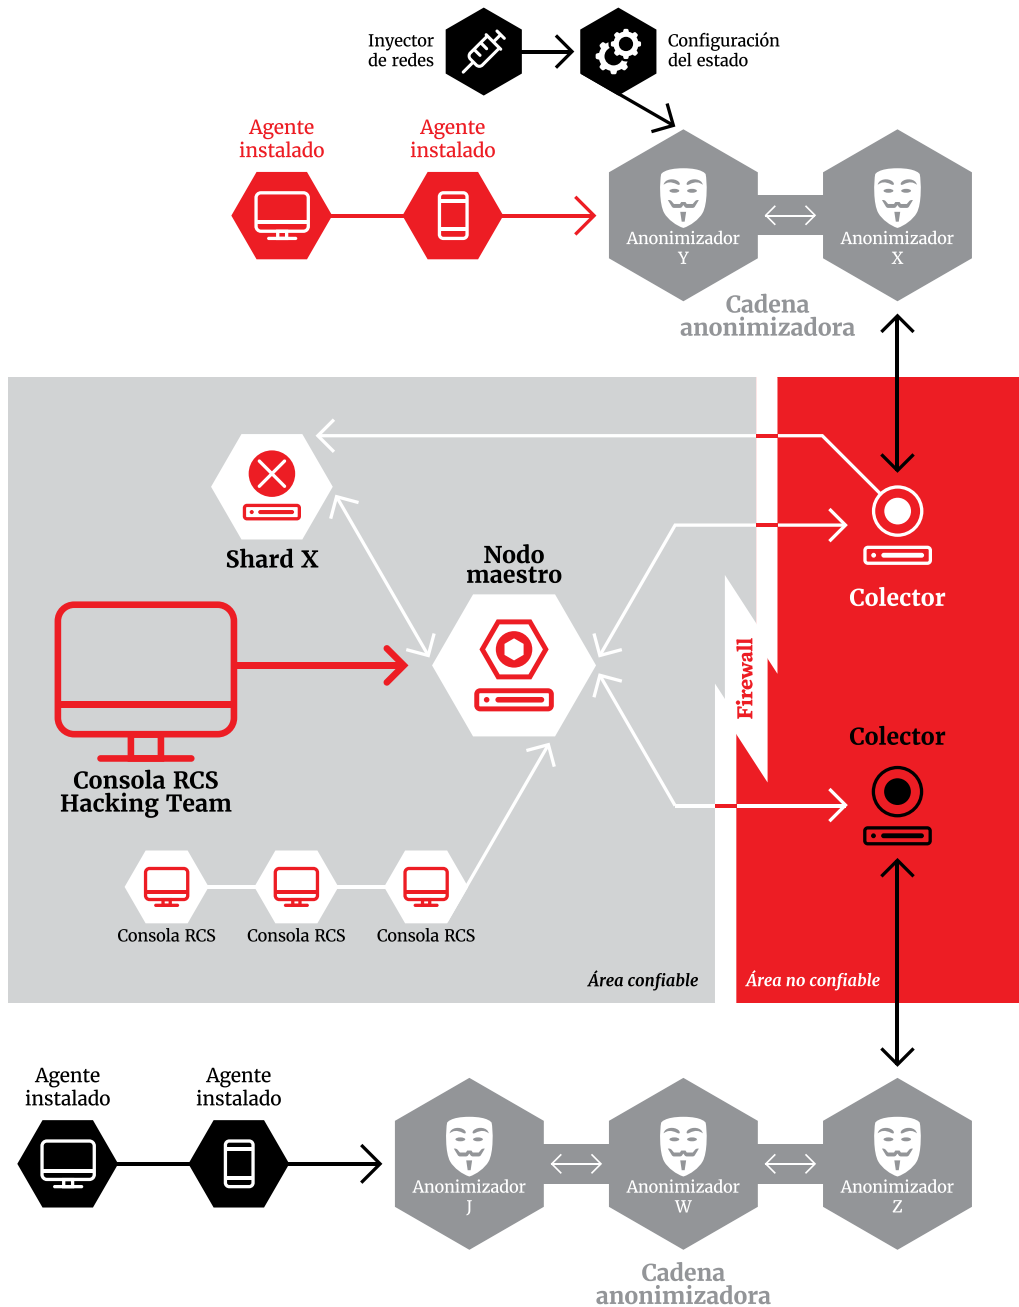 Inyector
de redes
Configuración
del estado
Agente
instalado
Agente
instalado
Anonimizador
Y
Anonimizador
X
Cadena
anonimizadora
Shard X
Nodo
maestro
Colector
Firewall
Consola RCS
Hacking Team
Colector
Consola RCS
Consola RCS
Consola RCS
Área confiable
Área no confiable
Agente
instalado
Agente
instalado
Anonimizador
J
Anonimizador
W
Anonimizador
Z
Cadena
anonimizadora